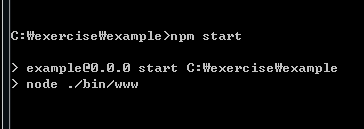 C:₩exercise₩example>npm start
> example@0.0.0 start C:₩exercise₩example
> node ./bin/www